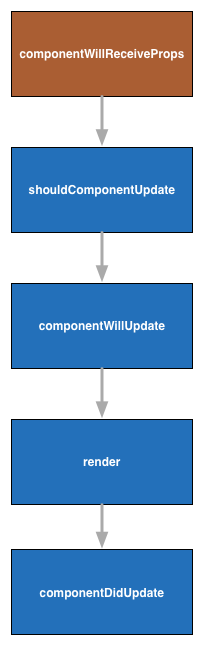 componentWillReceiveProps
shouldComponentUpdate
componentWillUpdate
render
componentDidUpdate